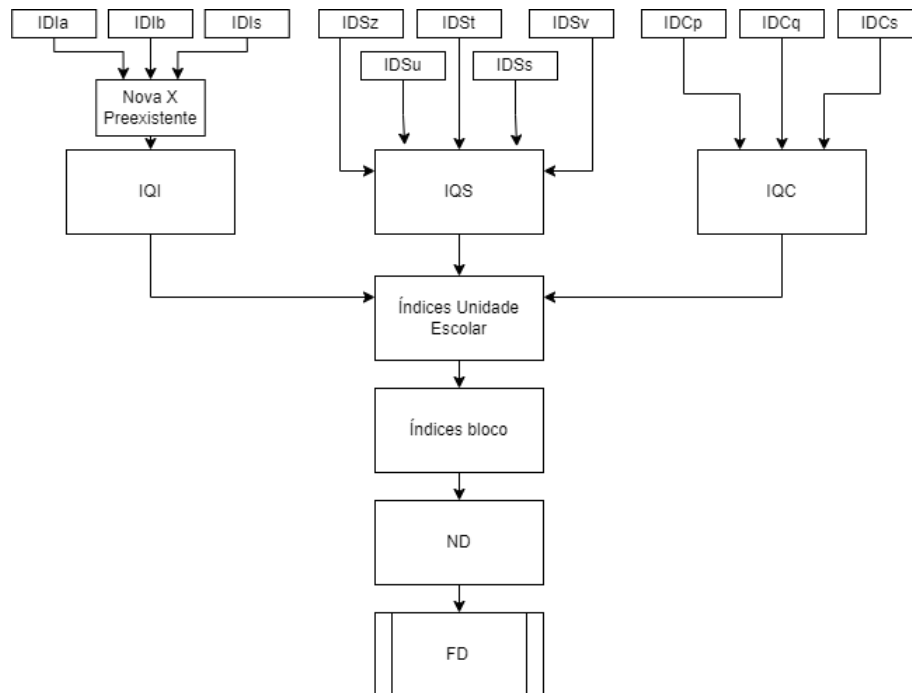 IDIa
IDIb
IDIs
IDSz
IDSt
IDSv
IDCp
IDCq
IDCs
IDSu
IDSs
Nova X
Preexistente
IQI
IQS
IQC
Índices Unidade
Escolar
Índices bloco
ND
FD